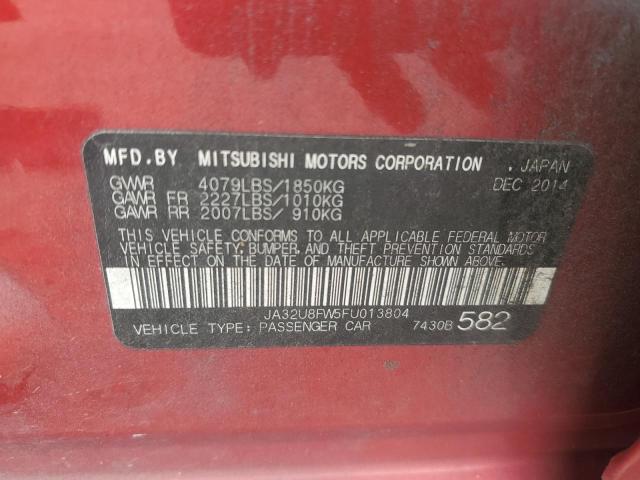 MFD.BY MITSUBISHI MOTORS CORPORATION , JAPAN
GVWR 4079LBS/1850KG DEC 2014
GAWR FR 2227LBS/1010KG
GAWR RR 2007LBS/ 910KG
THIS VEHICLE CONFORMS TO ALL APPLICABLE FEDERAL MOTOR
VEHICLE SAFETY, BUMPER, AND THEFT PREVENTION STANDARDS
IN EFFECT ON THE DATE OF MANUFACTURE SHOWN ABOVE.
JA32U8FW5FU013804
VEHICLE TYPE: PASSENGER CAR 7430B 582